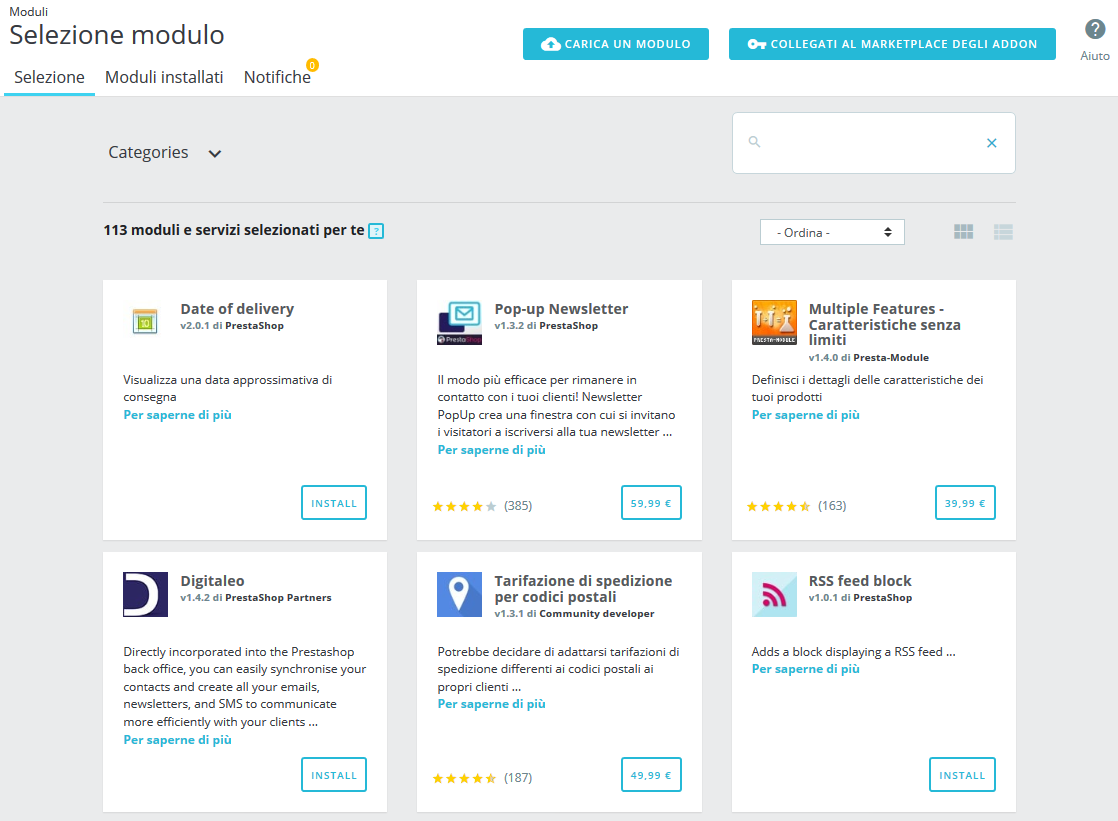 Moduli
Selezione modulo
CARICA UN MODULO
COLLEGATI AL MARKETPLACE DEGLI ADDON
?
Aiuto
Selezione
Moduli installati
Notifiche
0
Categories
113 moduli e servizi selezionati per te ?
- Ordina -
Date of delivery
v2.0.1 di PrestaShop
Visualizza una data approssimativa di
consegna
Per saperne di più
INSTALL
Pop-up Newsletter
v1.3.2 di PrestaShop
PrestaShop
Il modo più efficace per rimanere in
contatto con i tuoi clienti! Newsletter
PopUp crea una finestra con cui si invitano
i visitatori a iscriversi alla tua newsletter ...
Per saperne di più
(385)
59,99 €
Multiple Features -
Caratteristiche senza
limiti
v1.4.0 di Presta-Module
PRESTA-MODULE
Definisci i dettagli delle caratteristiche dei
tuoi prodotti
Per saperne di più
(163)
39,99 €
Digitaleo
v1.4.2 di PrestaShop Partners
Directly incorporated into the Prestashop
back office, you can easily synchronise your
contacts and create all your emails,
newsletters, and SMS to communicate
more efficiently with your clients ...
Per saperne di più
INSTALL
Tarifazione di spedizione
per codici postali
v1.3.1 di Community developer
Potrebbe decidare di adattarsi tarifazioni di
spedizione differenti ai codici postali ai
propri clienti ...
Per saperne di più
(187)
49,99 €
RSS feed block
v1.0.1 di PrestaShop
Adds a block displaying a RSS feed ...
Per saperne di più
INSTALL